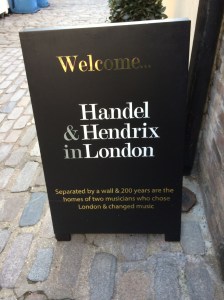 Welcome...
Handel
& Hendrix
in London
Separated by a wall & 200 years are the
homes of two musicians who chose
London & changed music